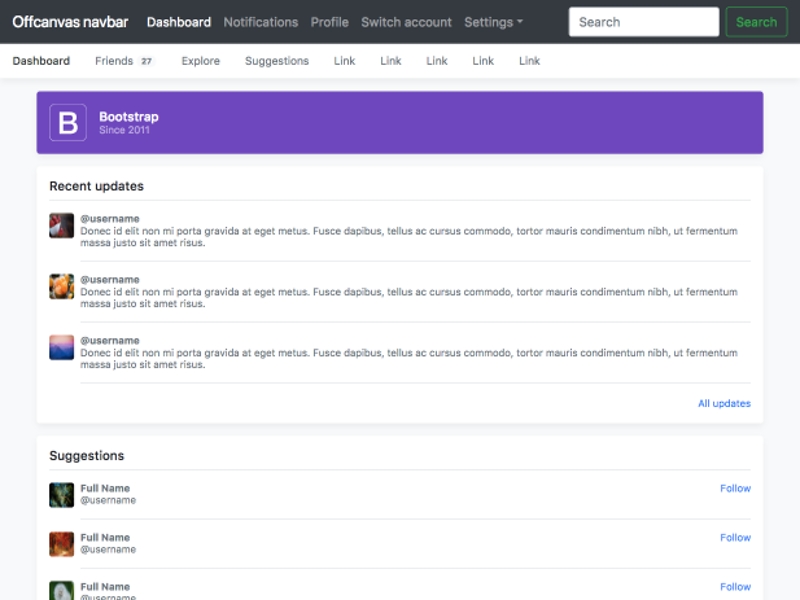 Offcanvas navbar Dashboard Notifications Profile Switch account Settings Search Search
Dashboard Friends 27 Explore Suggestions Link Link Link Link Link
B Bootstrap
Since 2011
Recent updates
@username
Donec id elit non mi porta gravida at eget metus. Fusce dapibus, tellus ac cursus commodo, tortor mauris condimentum nibh, ut fermentum
massa justo sit amet risus.
@username
Donec id elit non mi porta gravida at eget metus. Fusce dapibus, tellus ac cursus commodo, tortor mauris condimentum nibh, ut fermentum
massa justo sit amet risus.
@username
Donec id elit non mi porta gravida at eget metus. Fusce dapibus, tellus ac cursus commodo, tortor mauris condimentum nibh, ut fermentum
massa justo sit amet risus.
All updates
Suggestions
Full Name Follow
@username
Full Name Follow
@username
Full Name Follow
@username